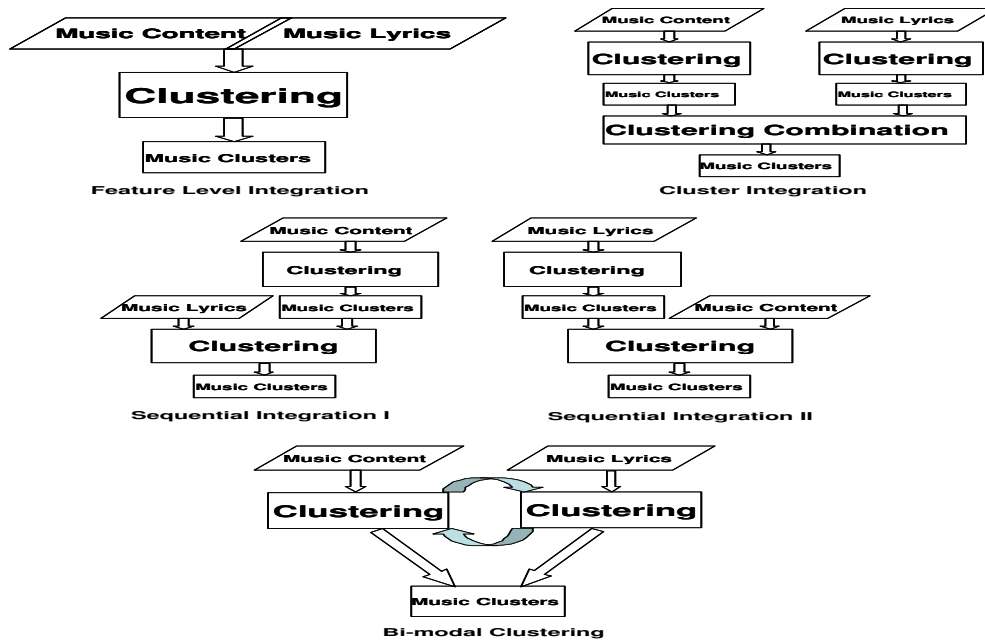 Music Content Music Lyrics
Clustering
Music Clusters
Feature Level Integration
Music Content Music Lyrics
Clustering Clustering
Music Clusters Music Clusters
Clustering Combination
Music Clusters
Cluster Integration
Music Content
Clustering
Music Lyrics Music Clusters
Clustering
Music Clusters
Sequential Integration I
Music Lyrics
Clustering
Music Clusters Music Content
Clustering
Music Clusters
Sequential Integration II
Music Content Music Lyrics
Clustering Clustering
Music Clusters
Bi-modal Clustering